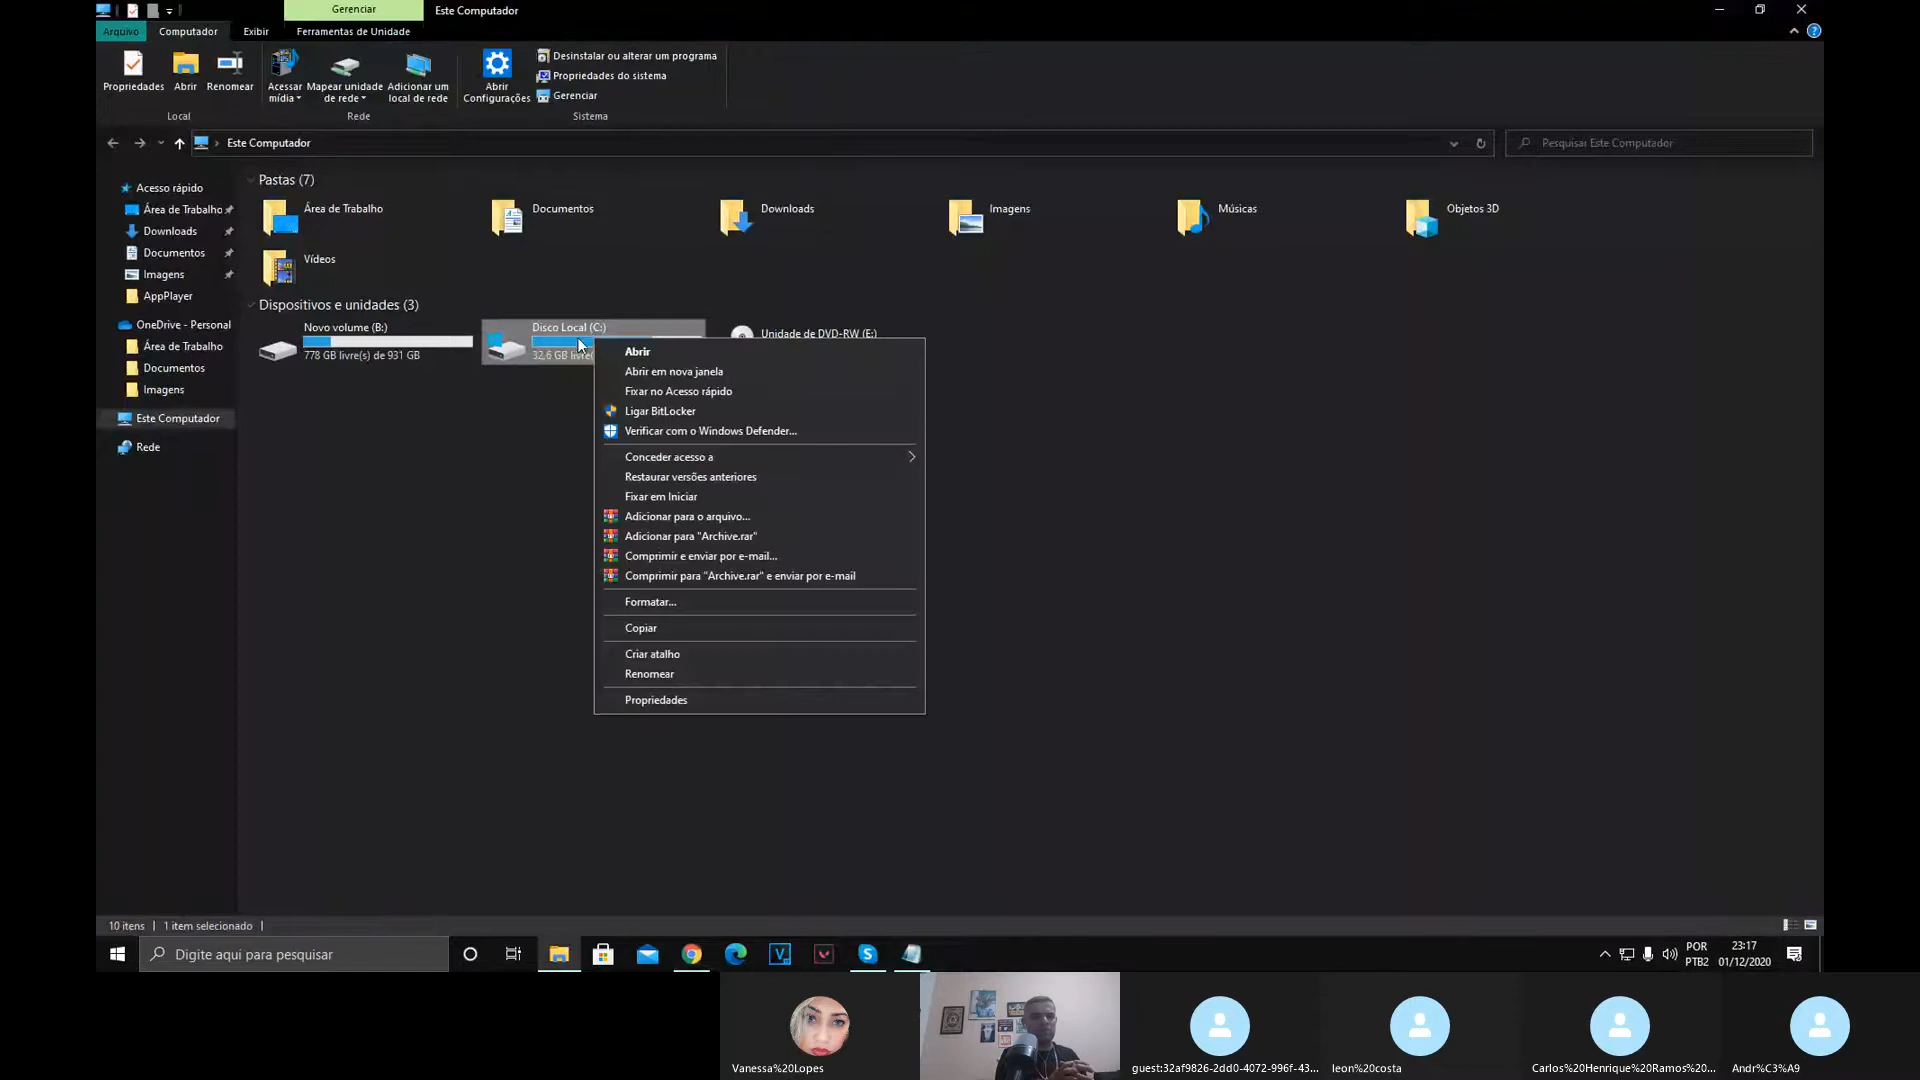 Gerenciar
Este Computador
Arquivo
Computador
Exibir
Ferramentas de Unidade
Propriedades
Abrir
Renomear
Acessar mídia
Mapear unidade de rede
Adicionar um local de rede
Abrir Configurações
Desinstalar ou alterar um programa
Propriedades do sistema
Gerenciar
Local
Rede
Sistema
Este Computador
Pesquisar Este Computador
Acesso rápido
Área de Trabalho
Downloads
Documentos
Imagens
AppPlayer
OneDrive - Personal
Área de Trabalho
Documentos
Imagens
Este Computador
Rede
Pastas (7)
Área de Trabalho
Documentos
Downloads
Imagens
Músicas
Objetos 3D
Vídeos
Dispositivos e unidades (3)
Novo volume (B:)
778 GB livre(s) de 931 GB
Disco Local (C:)
32,6 GB livre(
Unidade de DVD-RW (E:)
Abrir
Abrir em nova janela
Fixar no Acesso rápido
Ligar BitLocker
Verificar com o Windows Defender...
Conceder acesso a
Restaurar versões anteriores
Fixar em Iniciar
Adicionar para o arquivo...
Adicionar para "Archive.rar"
Comprimir e enviar por e-mail...
Comprimir para "Archive.rar" e enviar por e-mail
Formatar...
Copiar
Criar atalho
Renomear
Propriedades
10 itens
1 item selecionado
Digite aqui para pesquisar
POR
PTB2
23:17
01/12/2020
Vanessa%20Lopes
guest:32af9826-2dd0-4072-996f-43...
leon%20costa
Carlos%20Henrique%20Ramos%20...
Andr%C3%A9